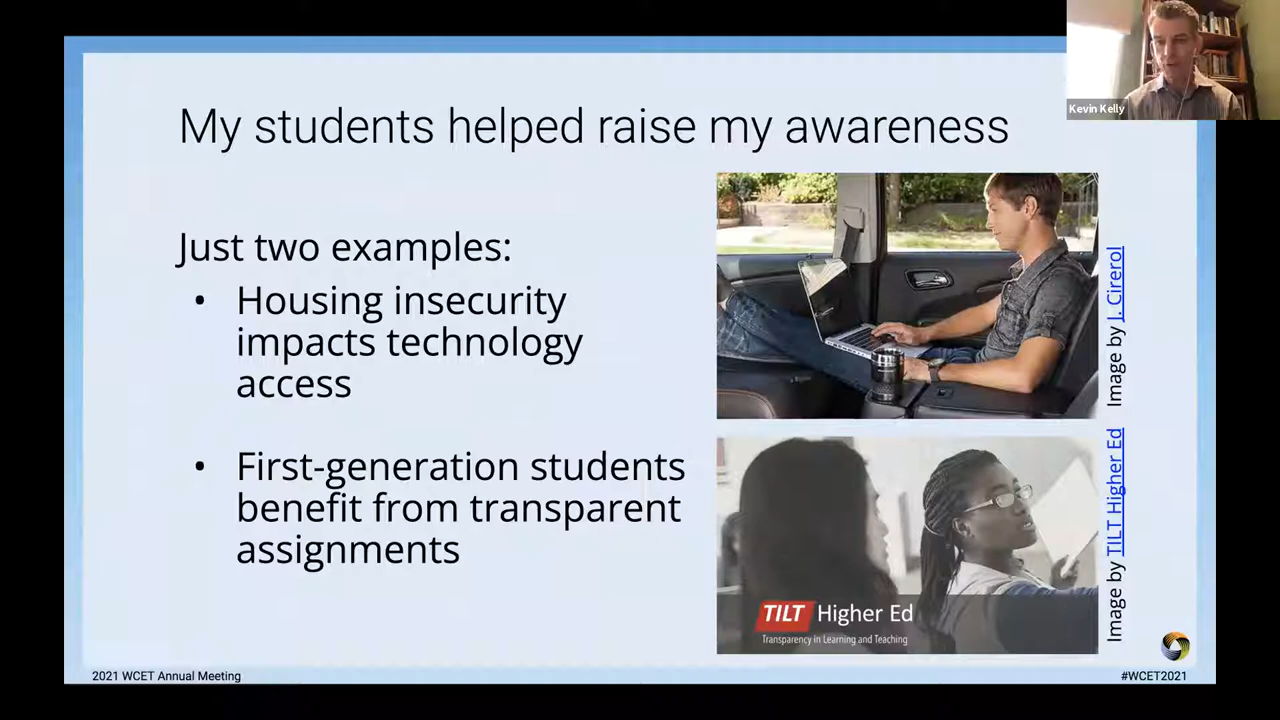 Kevin Kelly
My students helped raise my awareness
Just two examples:
• Housing insecurity
impacts technology
access
• First-generation students
benefit from transparent
assignments
Image by J. Cirerol
Image by TILT Higher Ed
TILT Higher Ed
Transparency in Learning and Teaching
2021 WCET Annual Meeting
#WCET2021